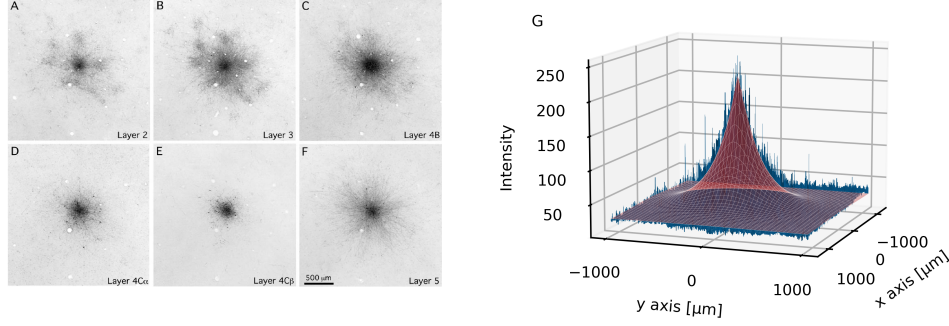 A
B
C
Layer 2
Layer 3
Layer 4B
D
E
F
Layer 4Cα
Layer 4Cβ
500 µm
Layer 5
G
Intensity
250
200
150
100
50
−1000
0
1000
y axis [µm]
−1000
0
1000
x axis [µm]